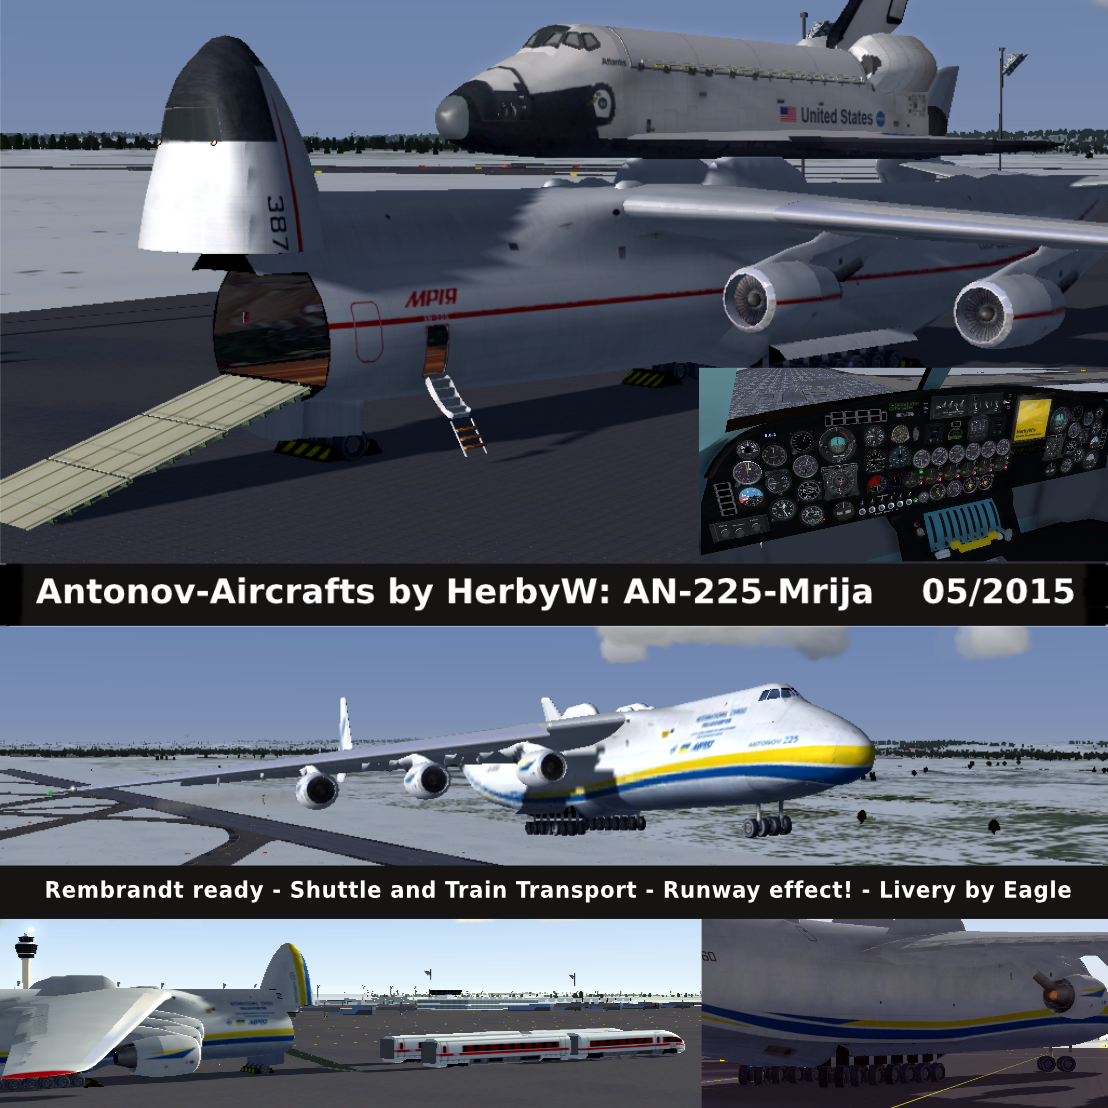 Atlantis
United States
387
МРІЯ
Antonov-Aircrafts by HerbyW: AN-225-Mrija 05/2015
ANTONOV 225
Rembrandt ready - Shuttle and Train Transport - Runway effect! - Livery by Eagle